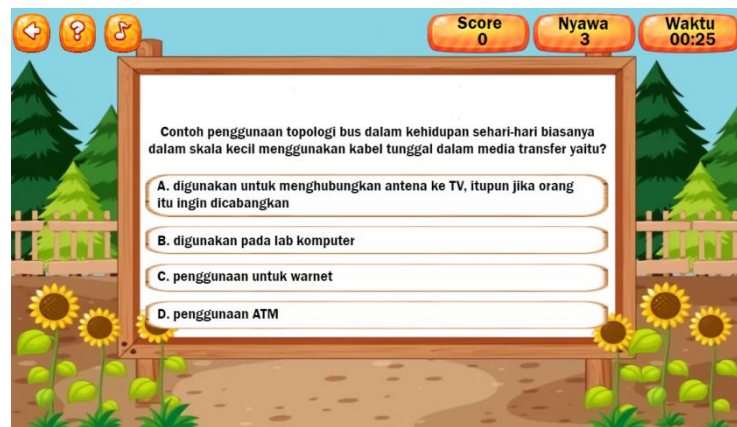 Score
0
Nyawa
3
Waktu
00:25
Contoh penggunaan topologi bus dalam kehidupan sehari-hari biasanya
dalam skala kecil menggunakan kabel tunggal dalam media transfer yaitu?
A. digunakan untuk menghubungkan antena ke TV, itupun jika orang
itu ingin dicabangkan
B. digunakan pada lab komputer
C. penggunaan untuk warnet
D. penggunaan ATM